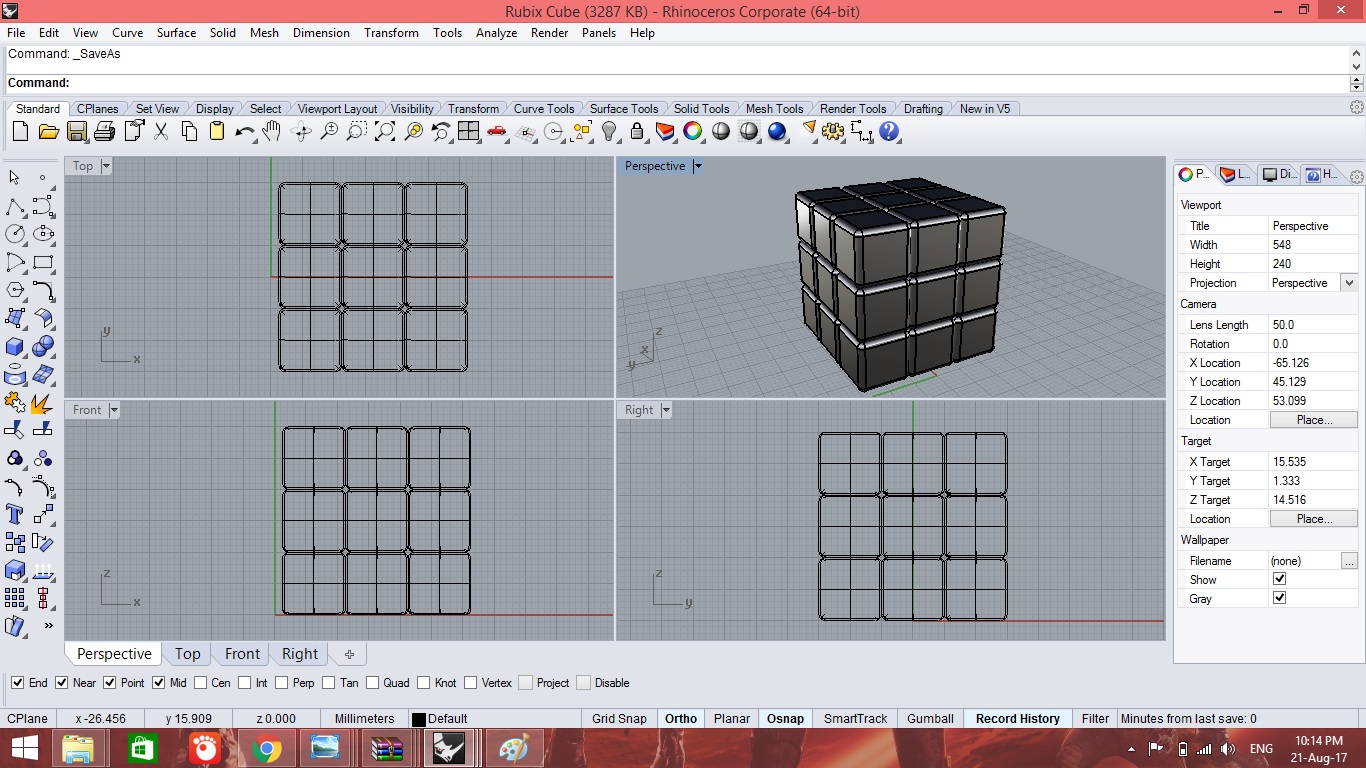 Rubix Cube (3287 KB) - Rhinoceros Corporate (64-bit)
File Edit View Curve Surface Solid Mesh Dimension Transform Tools Analyze Render Panels Help
Command: _SaveAs
Command:
Standard CPlanes Set View Display Select Viewport Layout Visibility Transform Curve Tools Surface Tools Solid Tools Mesh Tools Render Tools Drafting New in V5
Top
y
x
Perspective
z
x
y
Front
z
x
Right
z
y
P... L... Di... H...
Viewport
Title Perspective
Width 548
Height 240
Projection Perspective
Camera
Lens Length 50.0
Rotation 0.0
X Location -65.126
Y Location 45.129
Z Location 53.099
Location Place...
Target
X Target 15.535
Y Target 1.333
Z Target 14.516
Location Place...
Wallpaper
Filename (none) ...
Show
Gray
Perspective Top Front Right
End Near Point Mid Cen Int Perp Tan Quad Knot Vertex Project Disable
CPlane x -26.456 y 15.909 z 0.000 Millimeters Default Grid Snap Ortho Planar Osnap SmartTrack Gumball Record History Filter Minutes from last save: 0
ENG
10:14 PM
21-Aug-17